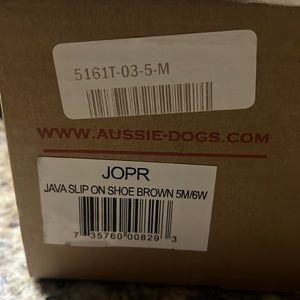 5161T-03-5-M
WWW.AUSSIE-DOGS.COM
JOPR
JAVA SLIP ON SHOE BROWN 5M/6W
7 35760 00829 3